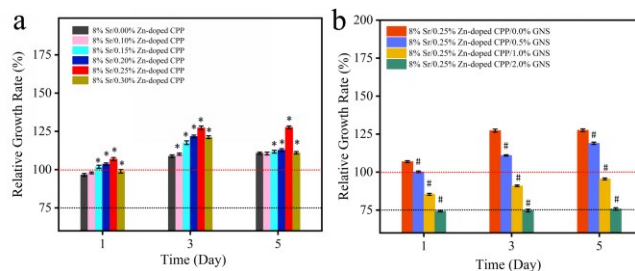 a
8% Sr/0.00% Zn-doped CPP
8% Sr/0.10% Zn-doped CPP
8% Sr/0.15% Zn-doped CPP
8% Sr/0.20% Zn-doped CPP
8% Sr/0.25% Zn-doped CPP
8% Sr/0.30% Zn-doped CPP
Relative Growth Rate (%)
175
150
125
100
75
* * * *
* * * * *
* * * *
1 3 5
Time (Day)
b
8% Sr/0.25% Zn-doped CPP/0.0% GNS
8% Sr/0.25% Zn-doped CPP/0.5% GNS
8% Sr/0.25% Zn-doped CPP/1.0% GNS
8% Sr/0.25% Zn-doped CPP/2.0% GNS
Relative Growth Rate (%)
200
175
150
125
100
75
# # #
# # #
# # #
1 3 5
Time (Day)